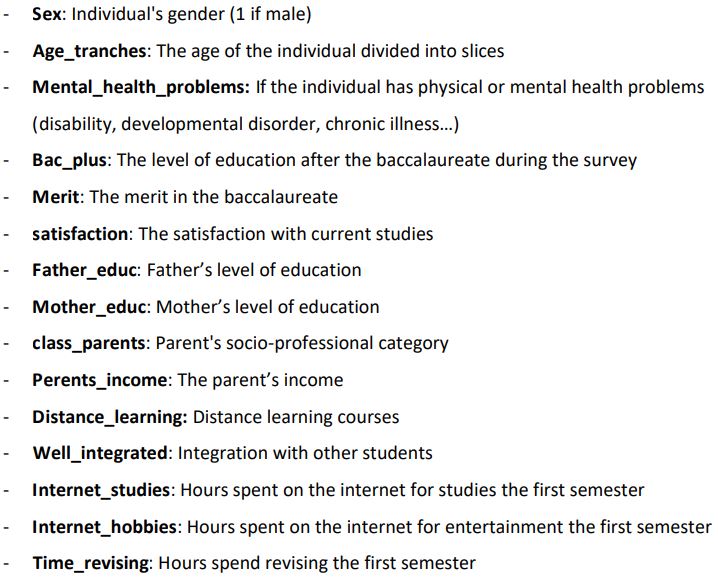 - Sex: Individual's gender (1 if male)
- Age_tranches: The age of the individual divided into slices
- Mental_health_problems: If the individual has physical or mental health problems
(disability, developmental disorder, chronic illness…)
- Bac_plus: The level of education after the baccalaureate during the survey
- Merit: The merit in the baccalaureate
- satisfaction: The satisfaction with current studies
- Father_educ: Father’s level of education
- Mother_educ: Mother’s level of education
- class_parents: Parent's socio-professional category
- Perents_income: The parent’s income
- Distance_learning: Distance learning courses
- Well_integrated: Integration with other students
- Internet_studies: Hours spent on the internet for studies the first semester
- Internet_hobbies: Hours spent on the internet for entertainment the first semester
- Time_revising: Hours spend revising the first semester